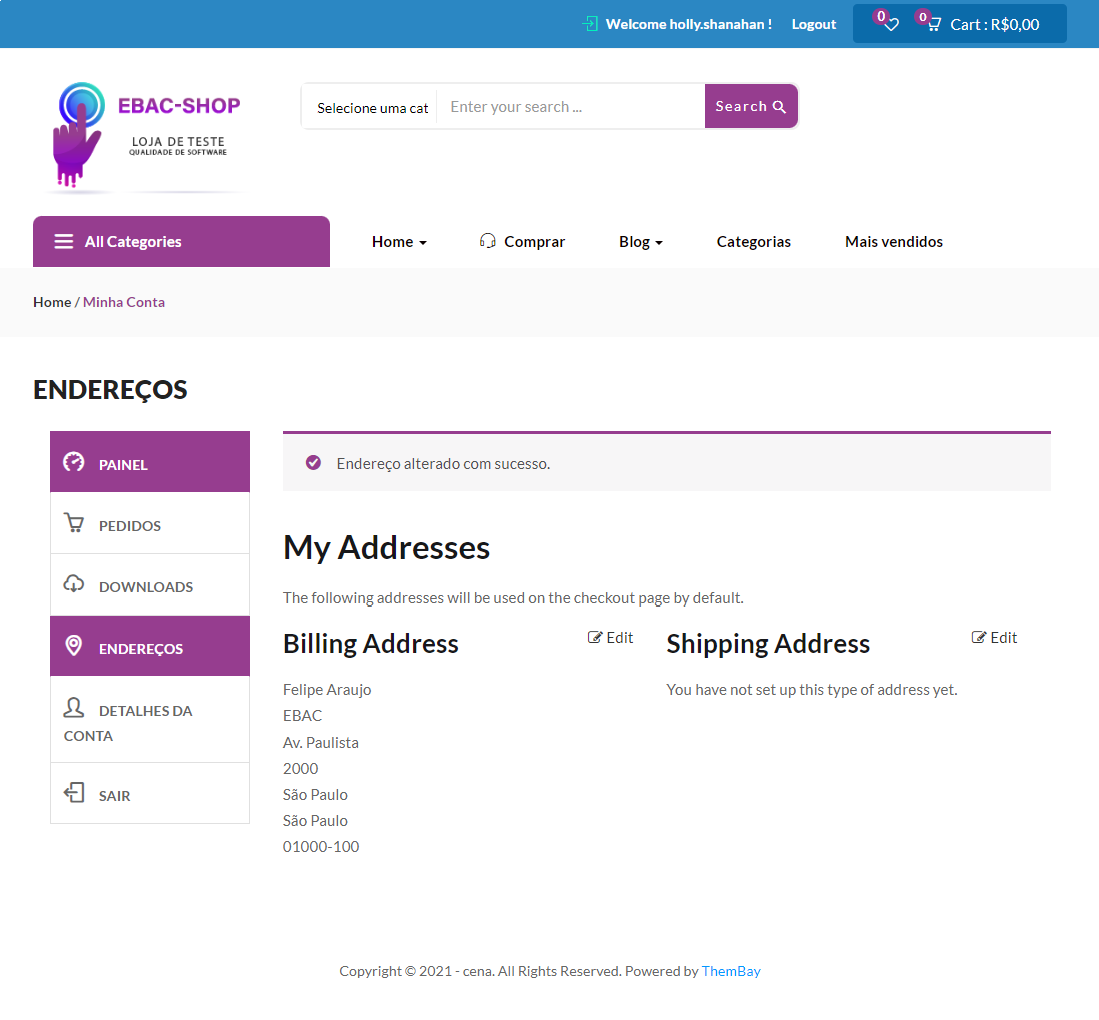 Welcome holly.shanahan ! Logout 0 0 Cart : R$0,00
EBAC-SHOP
LOJA DE TESTE
QUALIDADE DE SOFTWARE
Selecione uma cat Enter your search ... Search
All Categories Home Comprar Blog Categorias Mais vendidos
Home / Minha Conta
ENDEREÇOS
PAINEL
PEDIDOS
DOWNLOADS
ENDEREÇOS
DETALHES DA
CONTA
SAIR
Endereço alterado com sucesso.
My Addresses
The following addresses will be used on the checkout page by default.
Billing Address Edit
Felipe Araujo
EBAC
Av. Paulista
2000
São Paulo
São Paulo
01000-100
Shipping Address Edit
You have not set up this type of address yet.
Copyright © 2021 - cena. All Rights Reserved. Powered by ThemBay